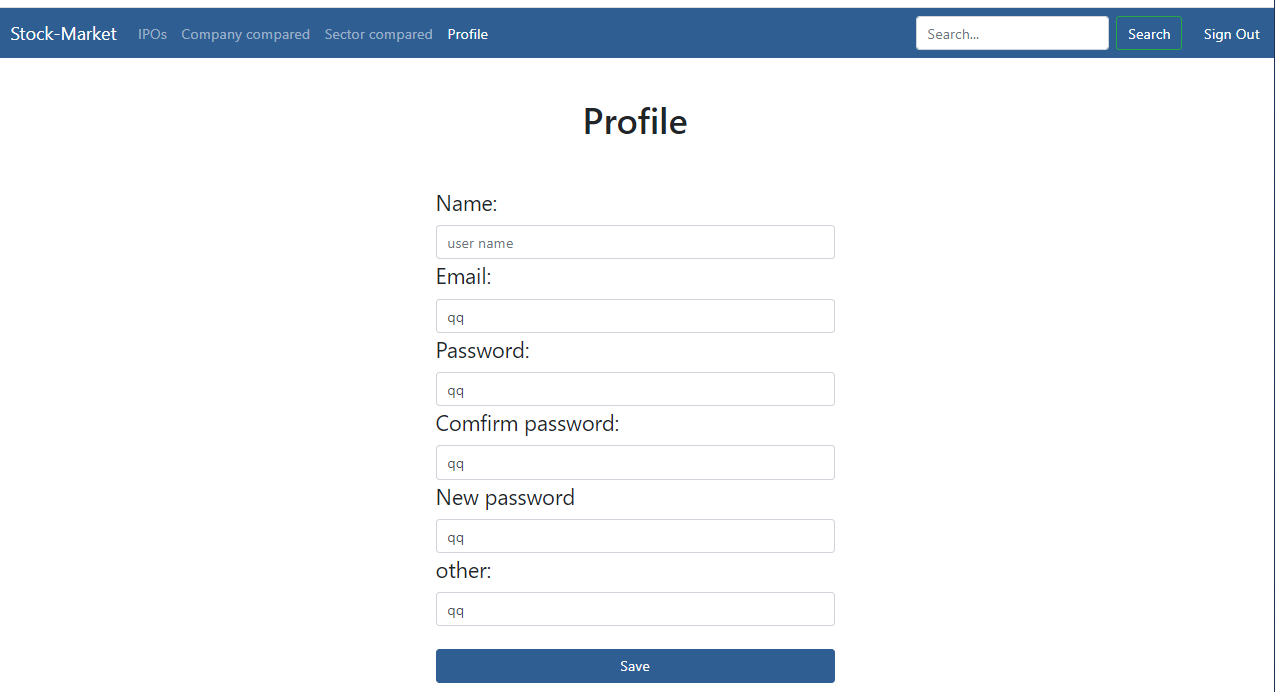 Stock-Market IPOs Company compared Sector compared Profile Search... Search Sign Out
Profile
Name:
user name
Email:
qq
Password:
qq
Comfirm password:
qq
New password
qq
other:
qq
Save